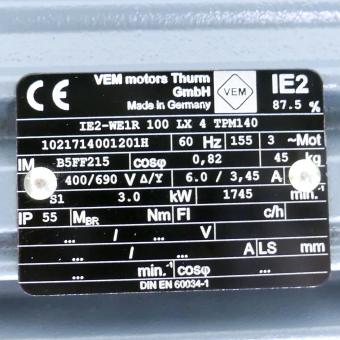 CE VEM motors Thurm GmbH VEM IE2
Made in Germany 87.5 %
IE2-WE1R 100 LX 4 TPM140
1021714001201H 60 Hz 155 3 ~Mot
IM B5FF215 cosφ 0,82 45 kg
400/690 V Δ/Y 6.0 / 3,45 A
S1 3.0 kW 1745 min.-1
IP 55 MBR Nm FI c/h
... / ... V
... / ... A LS mm
... min.-1 cosφ ...
DIN EN 60034-1